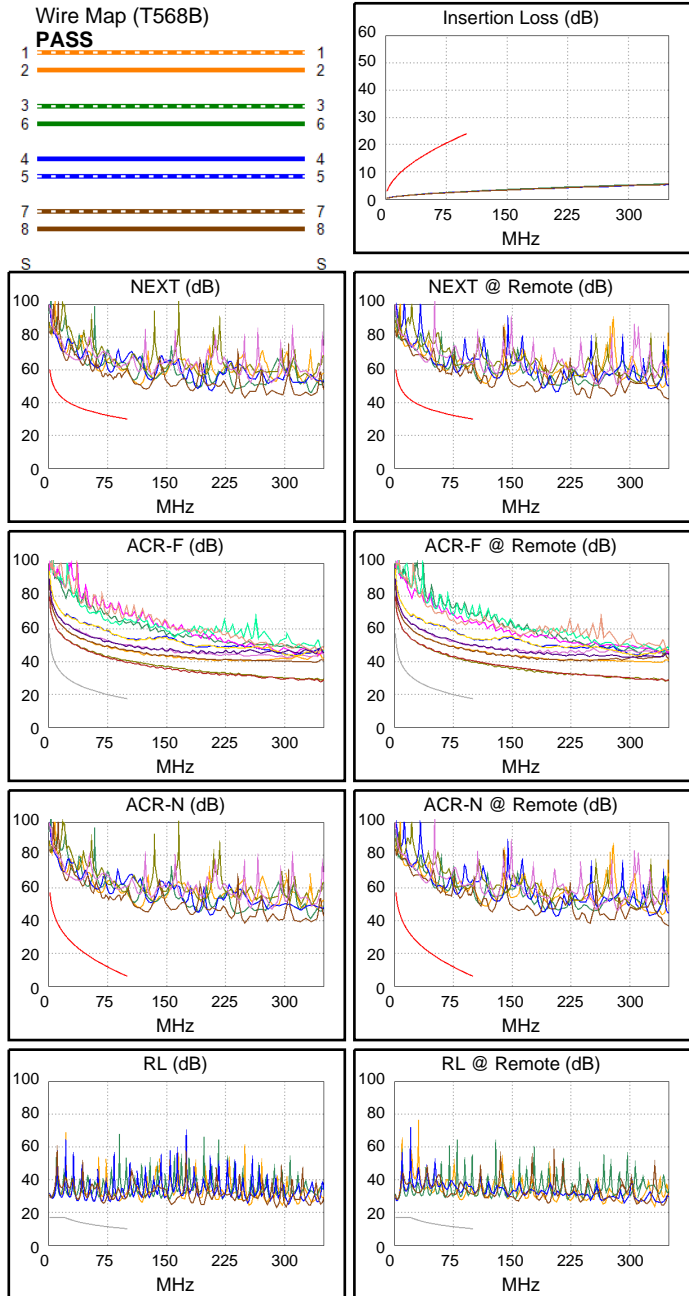 Wire Map (T568B)
PASS
1 1
2 2
3 3
6 6
4 4
5 5
7 7
8 8
S S
Insertion Loss (dB)
60
50
40
30
20
10
0
0 75 150 225 300
MHz
NEXT (dB)
100
80
60
40
20
0
0 75 150 225 300
MHz
NEXT @ Remote (dB)
100
80
60
40
20
0
0 75 150 225 300
MHz
ACR-F (dB)
100
80
60
40
20
0
0 75 150 225 300
MHz
ACR-F @ Remote (dB)
100
80
60
40
20
0
0 75 150 225 300
MHz
ACR-N (dB)
100
80
60
40
20
0
0 75 150 225 300
MHz
ACR-N @ Remote (dB)
100
80
60
40
20
0
0 75 150 225 300
MHz
RL (dB)
100
80
60
40
20
0
0 75 150 225 300
MHz
RL @ Remote (dB)
100
80
60
40
20
0
0 75 150 225 300
MHz